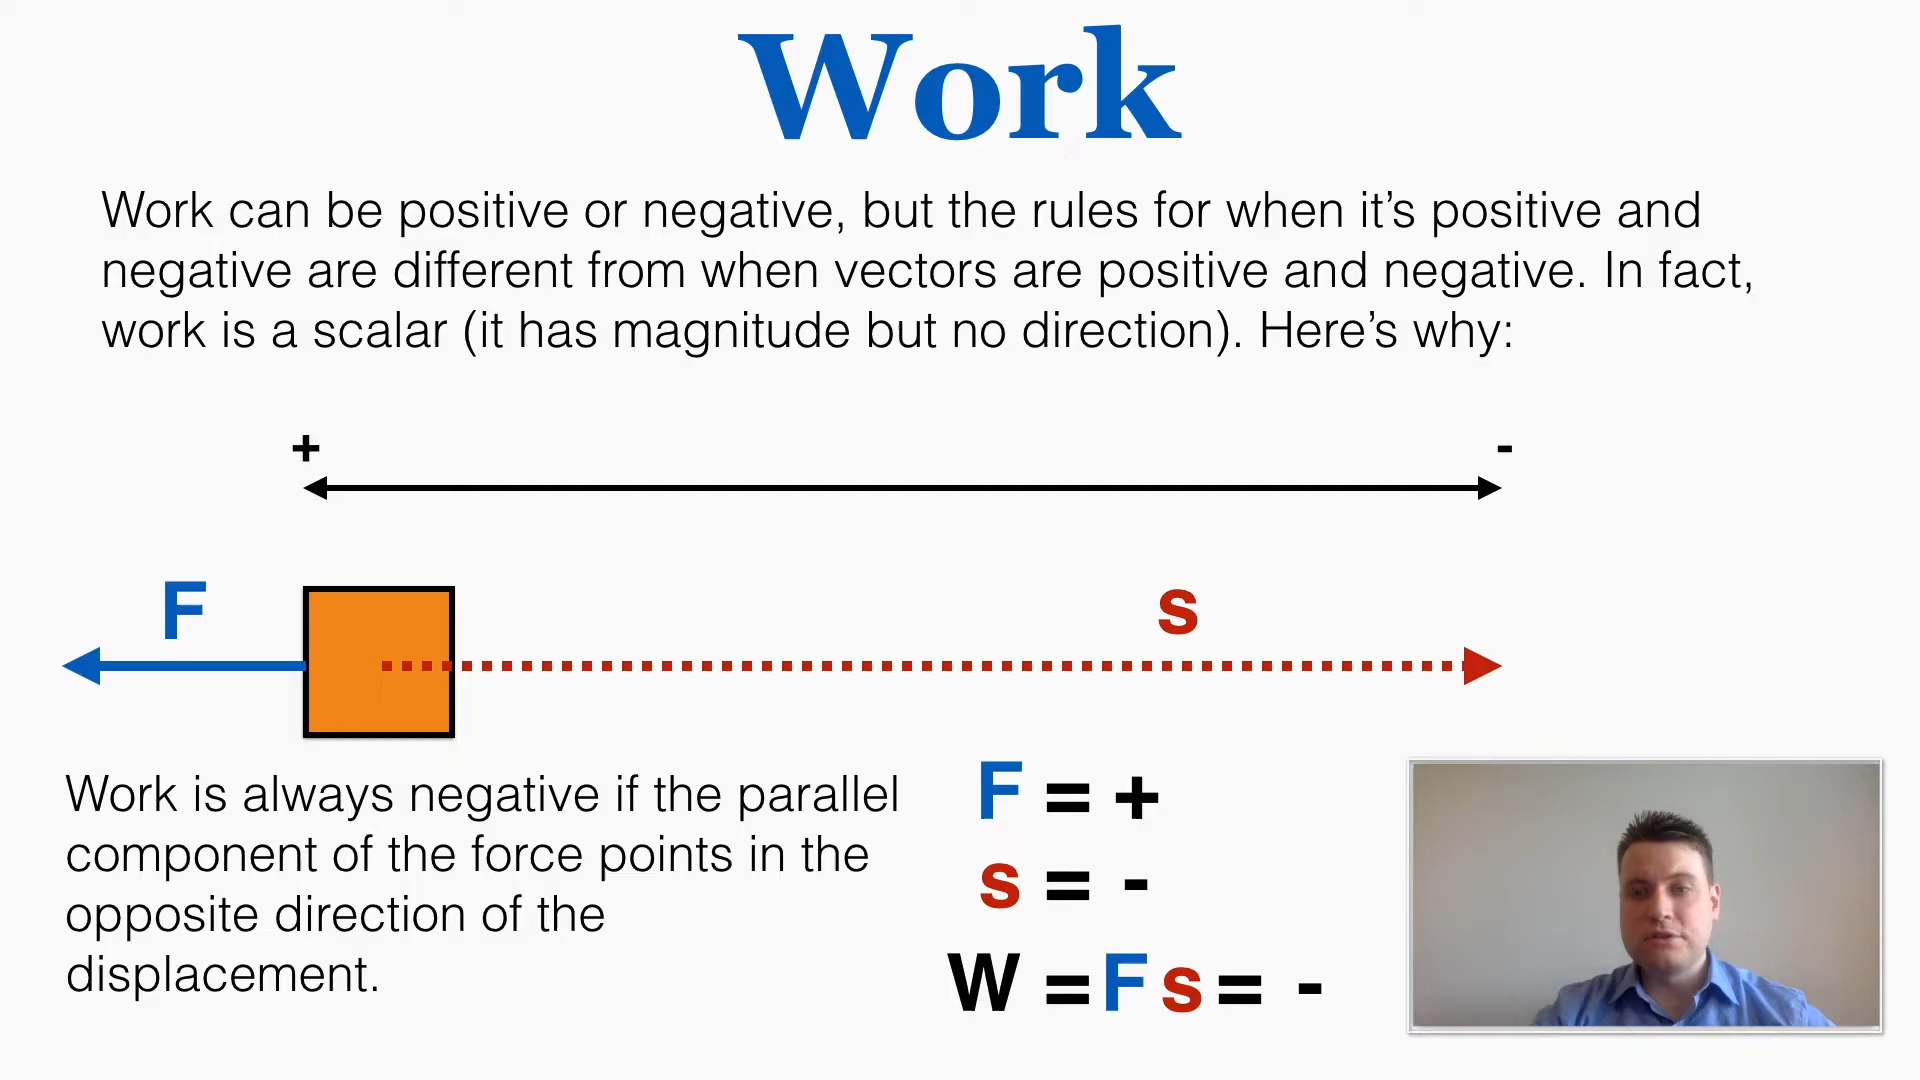 Work
Work can be positive or negative, but the rules for when it’s positive and
negative are different from when vectors are positive and negative. In fact,
work is a scalar (it has magnitude but no direction). Here’s why:
+ -
F s
Work is always negative if the parallel
component of the force points in the
opposite direction of the
displacement.
F = +
s = -
W = F s = -